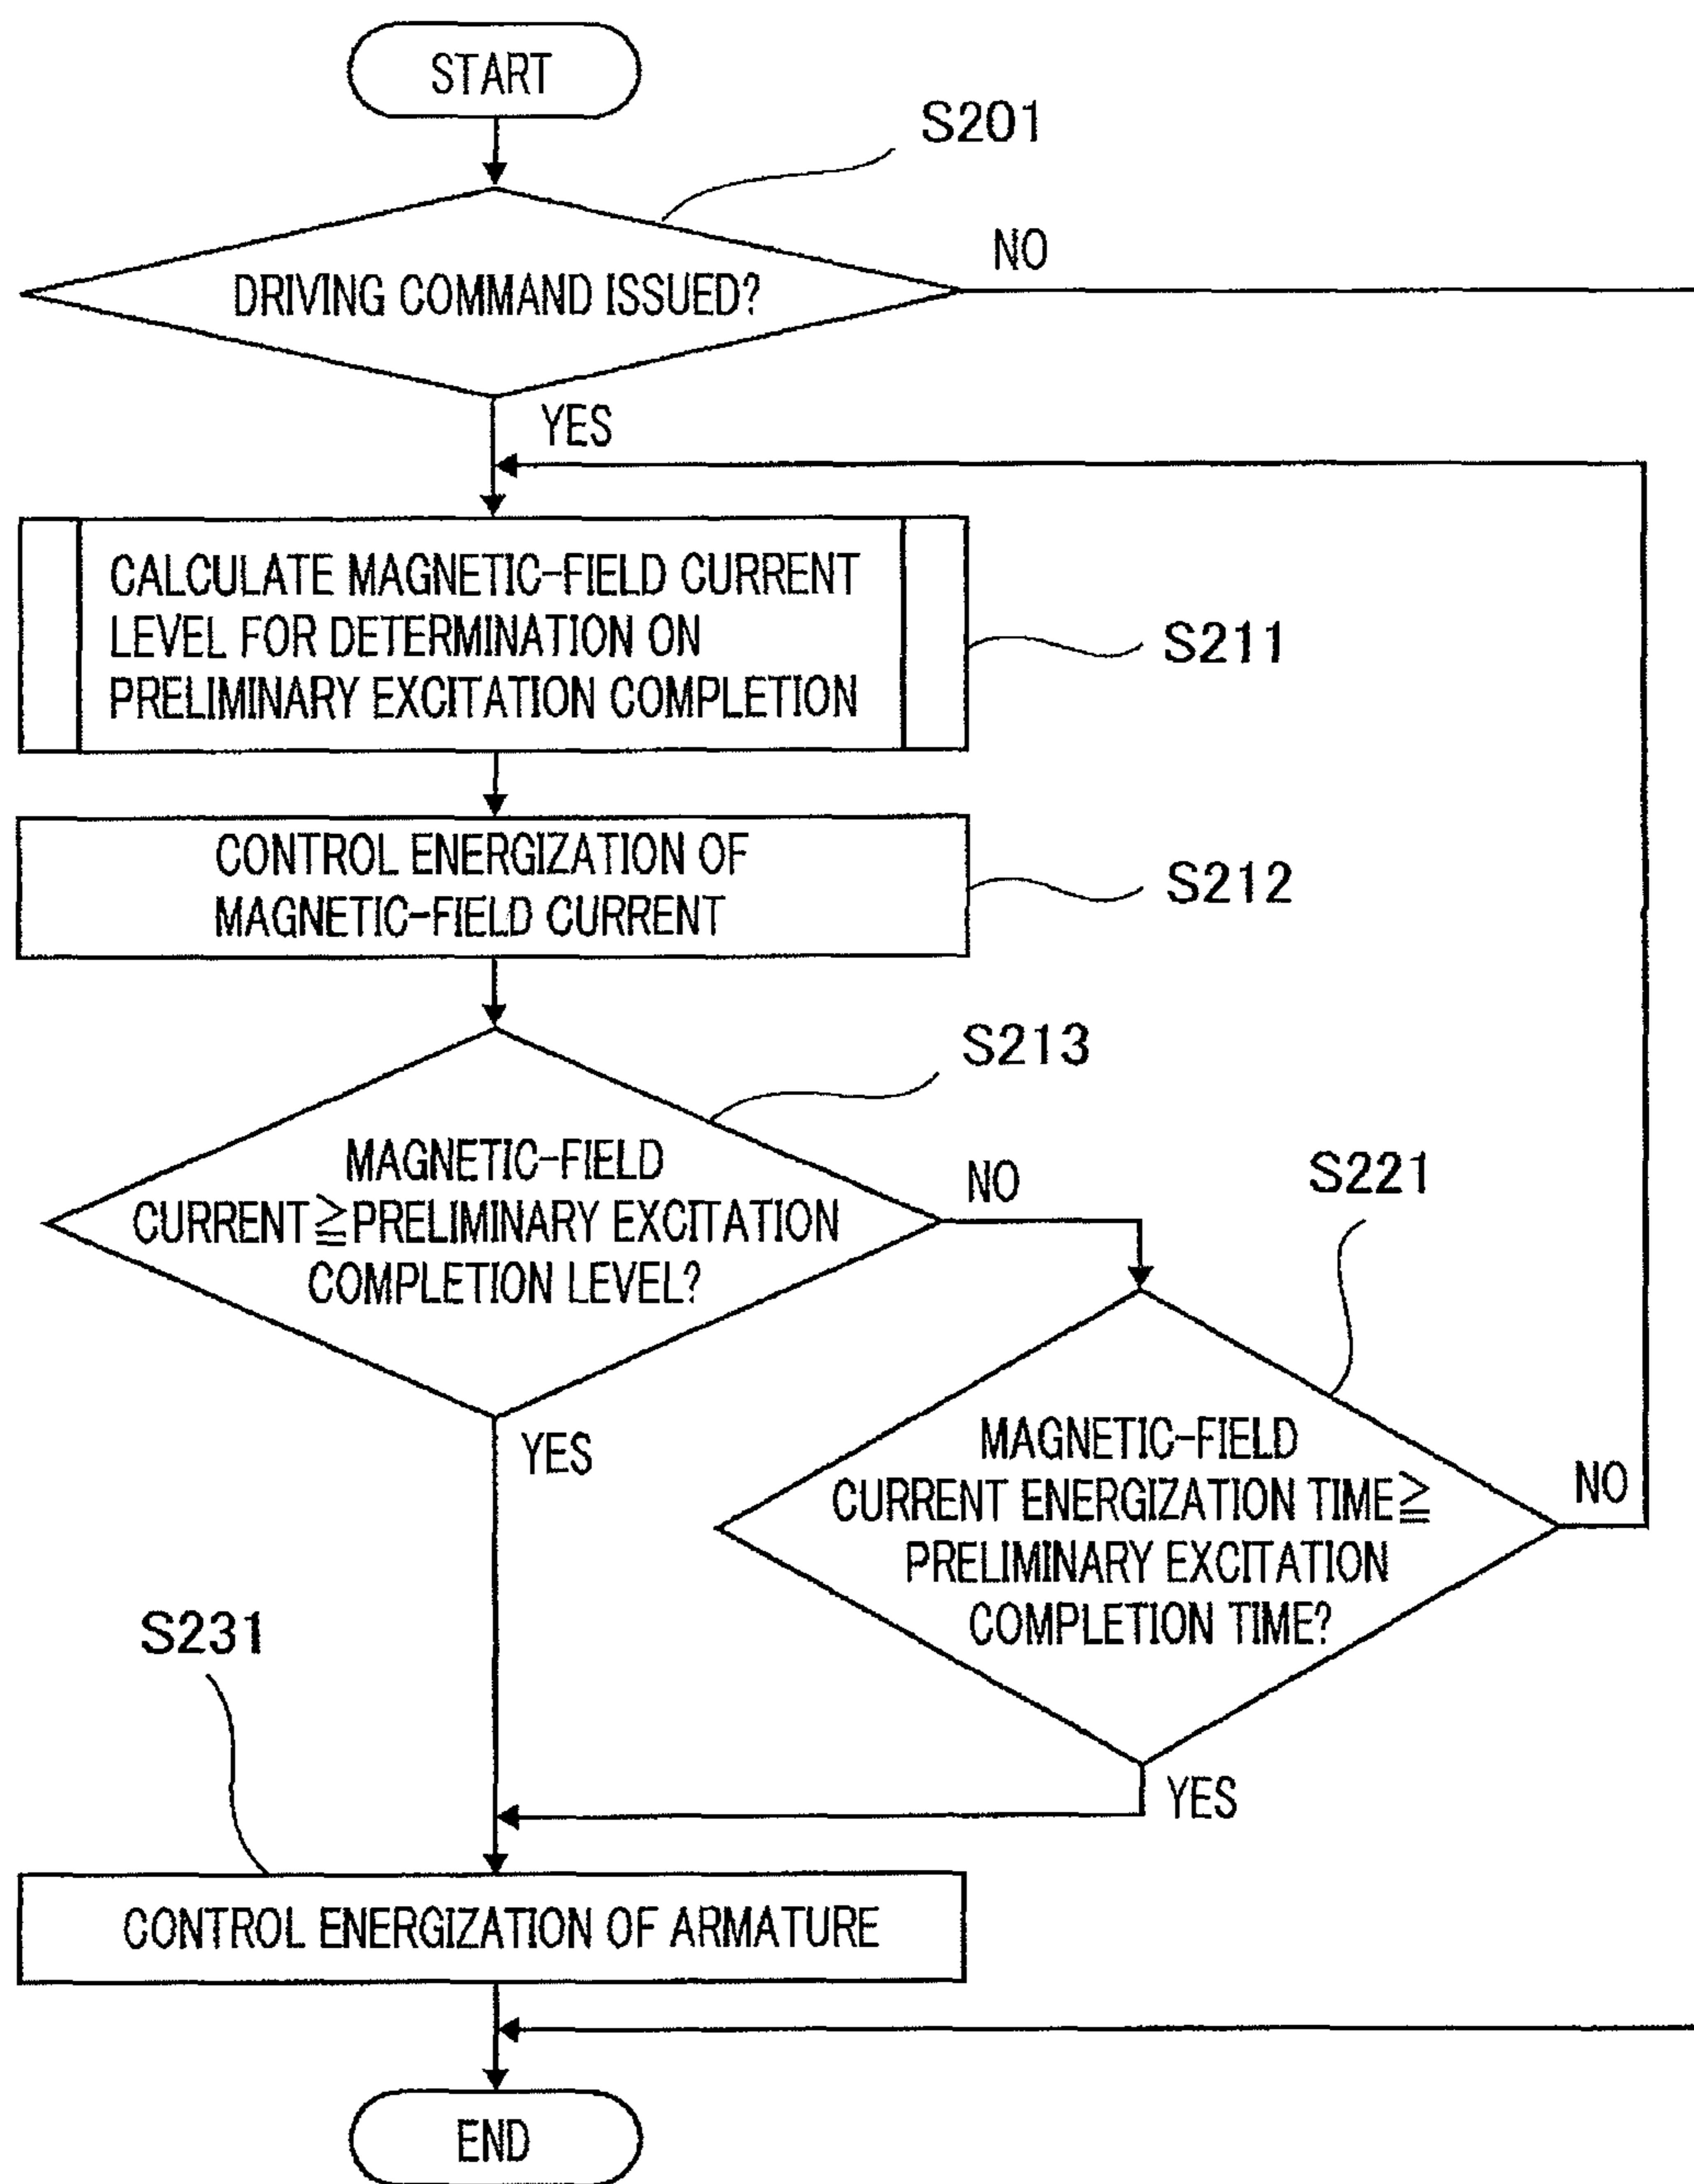 START
S201
DRIVING COMMAND ISSUED?
NO
YES
CALCULATE MAGNETIC-FIELD CURRENT
LEVEL FOR DETERMINATION ON
PRELIMINARY EXCITATION COMPLETION
S211
CONTROL ENERGIZATION OF
MAGNETIC-FIELD CURRENT
S212
S213
MAGNETIC-FIELD
CURRENT≧PRELIMINARY EXCITATION
COMPLETION LEVEL?
NO
YES
S221
MAGNETIC-FIELD
CURRENT ENERGIZATION TIME≧
PRELIMINARY EXCITATION
COMPLETION TIME?
NO
YES
S231
CONTROL ENERGIZATION OF ARMATURE
END